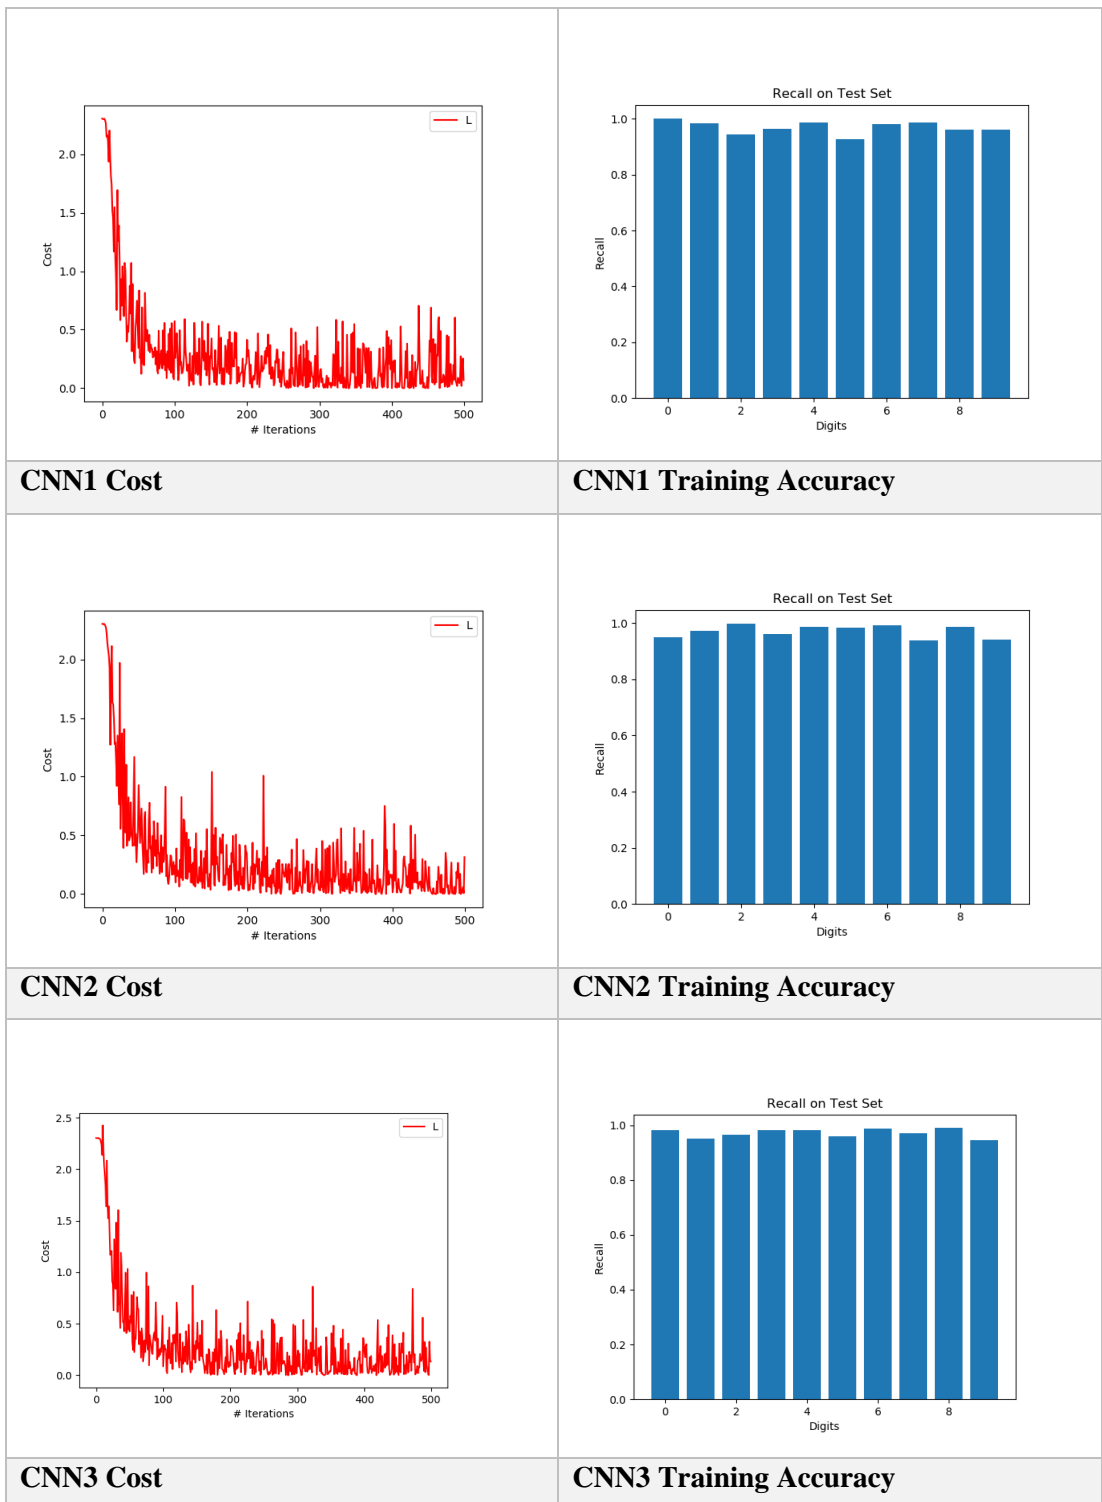 L
2.0
1.5
1.0
0.5
0.0
Cost
0 100 200 300 400 500
# Iterations
Recall on Test Set
1.0
0.8
0.6
0.4
0.2
0.0
Recall
0 2 4 6 8
Digits
CNN1 Cost
CNN1 Training Accuracy
L
2.0
1.5
1.0
0.5
0.0
Cost
0 100 200 300 400 500
# Iterations
Recall on Test Set
1.0
0.8
0.6
0.4
0.2
0.0
Recall
0 2 4 6 8
Digits
CNN2 Cost
CNN2 Training Accuracy
L
2.5
2.0
1.5
1.0
0.5
0.0
Cost
0 100 200 300 400 500
# Iterations
Recall on Test Set
1.0
0.8
0.6
0.4
0.2
0.0
Recall
0 2 4 6 8
Digits
CNN3 Cost
CNN3 Training Accuracy